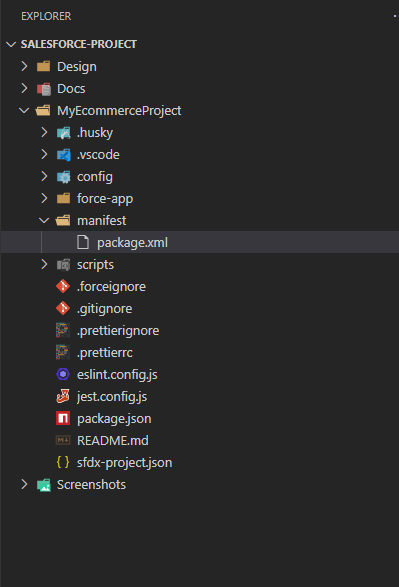 EXPLORER
SALESFORCE-PROJECT
Design
Docs
MyEcommerceProject
.husky
.vscode
config
force-app
manifest
package.xml
scripts
.forceignore
.gitignore
.prettierignore
.prettierrc
eslint.config.js
jest.config.js
package.json
README.md
sfdx-project.json
Screenshots